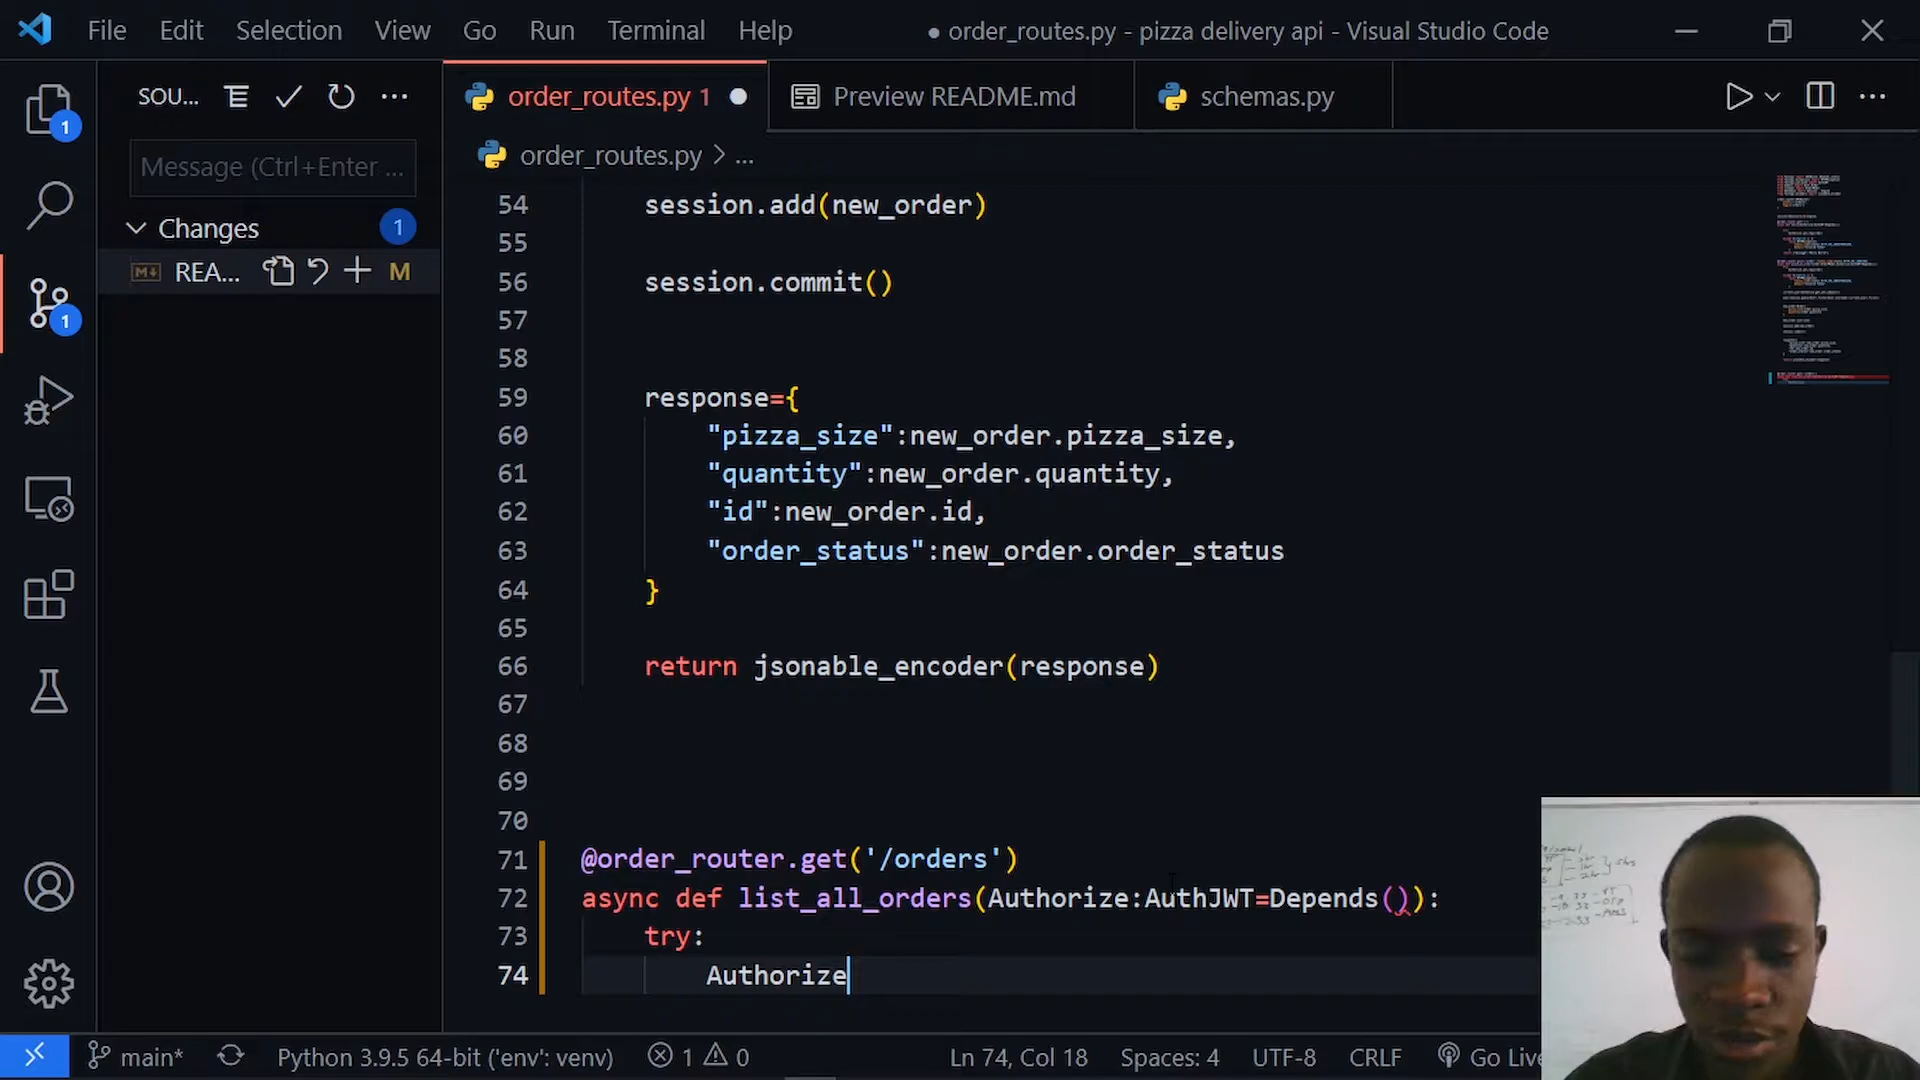 File Edit Selection View Go Run Terminal Help
● order_routes.py - pizza delivery api - Visual Studio Code
SOU...
order_routes.py 1
Preview README.md
schemas.py
Message (Ctrl+Enter ...
order_routes.py > ...
Changes 1
REA... M
1
1
54 session.add(new_order)
55
56 session.commit()
57
58
59 response={
60 "pizza_size":new_order.pizza_size,
61 "quantity":new_order.quantity,
62 "id":new_order.id,
63 "order_status":new_order.order_status
64 }
65
66 return jsonable_encoder(response)
67
68
69
70
71 @order_router.get('/orders')
72 async def list_all_orders(Authorize:AuthJWT=Depends()):
73 try:
74 Authorize
main* Python 3.9.5 64-bit ('env': venv) 1 0 Ln 74, Col 18 Spaces: 4 UTF-8 CRLF Go Live